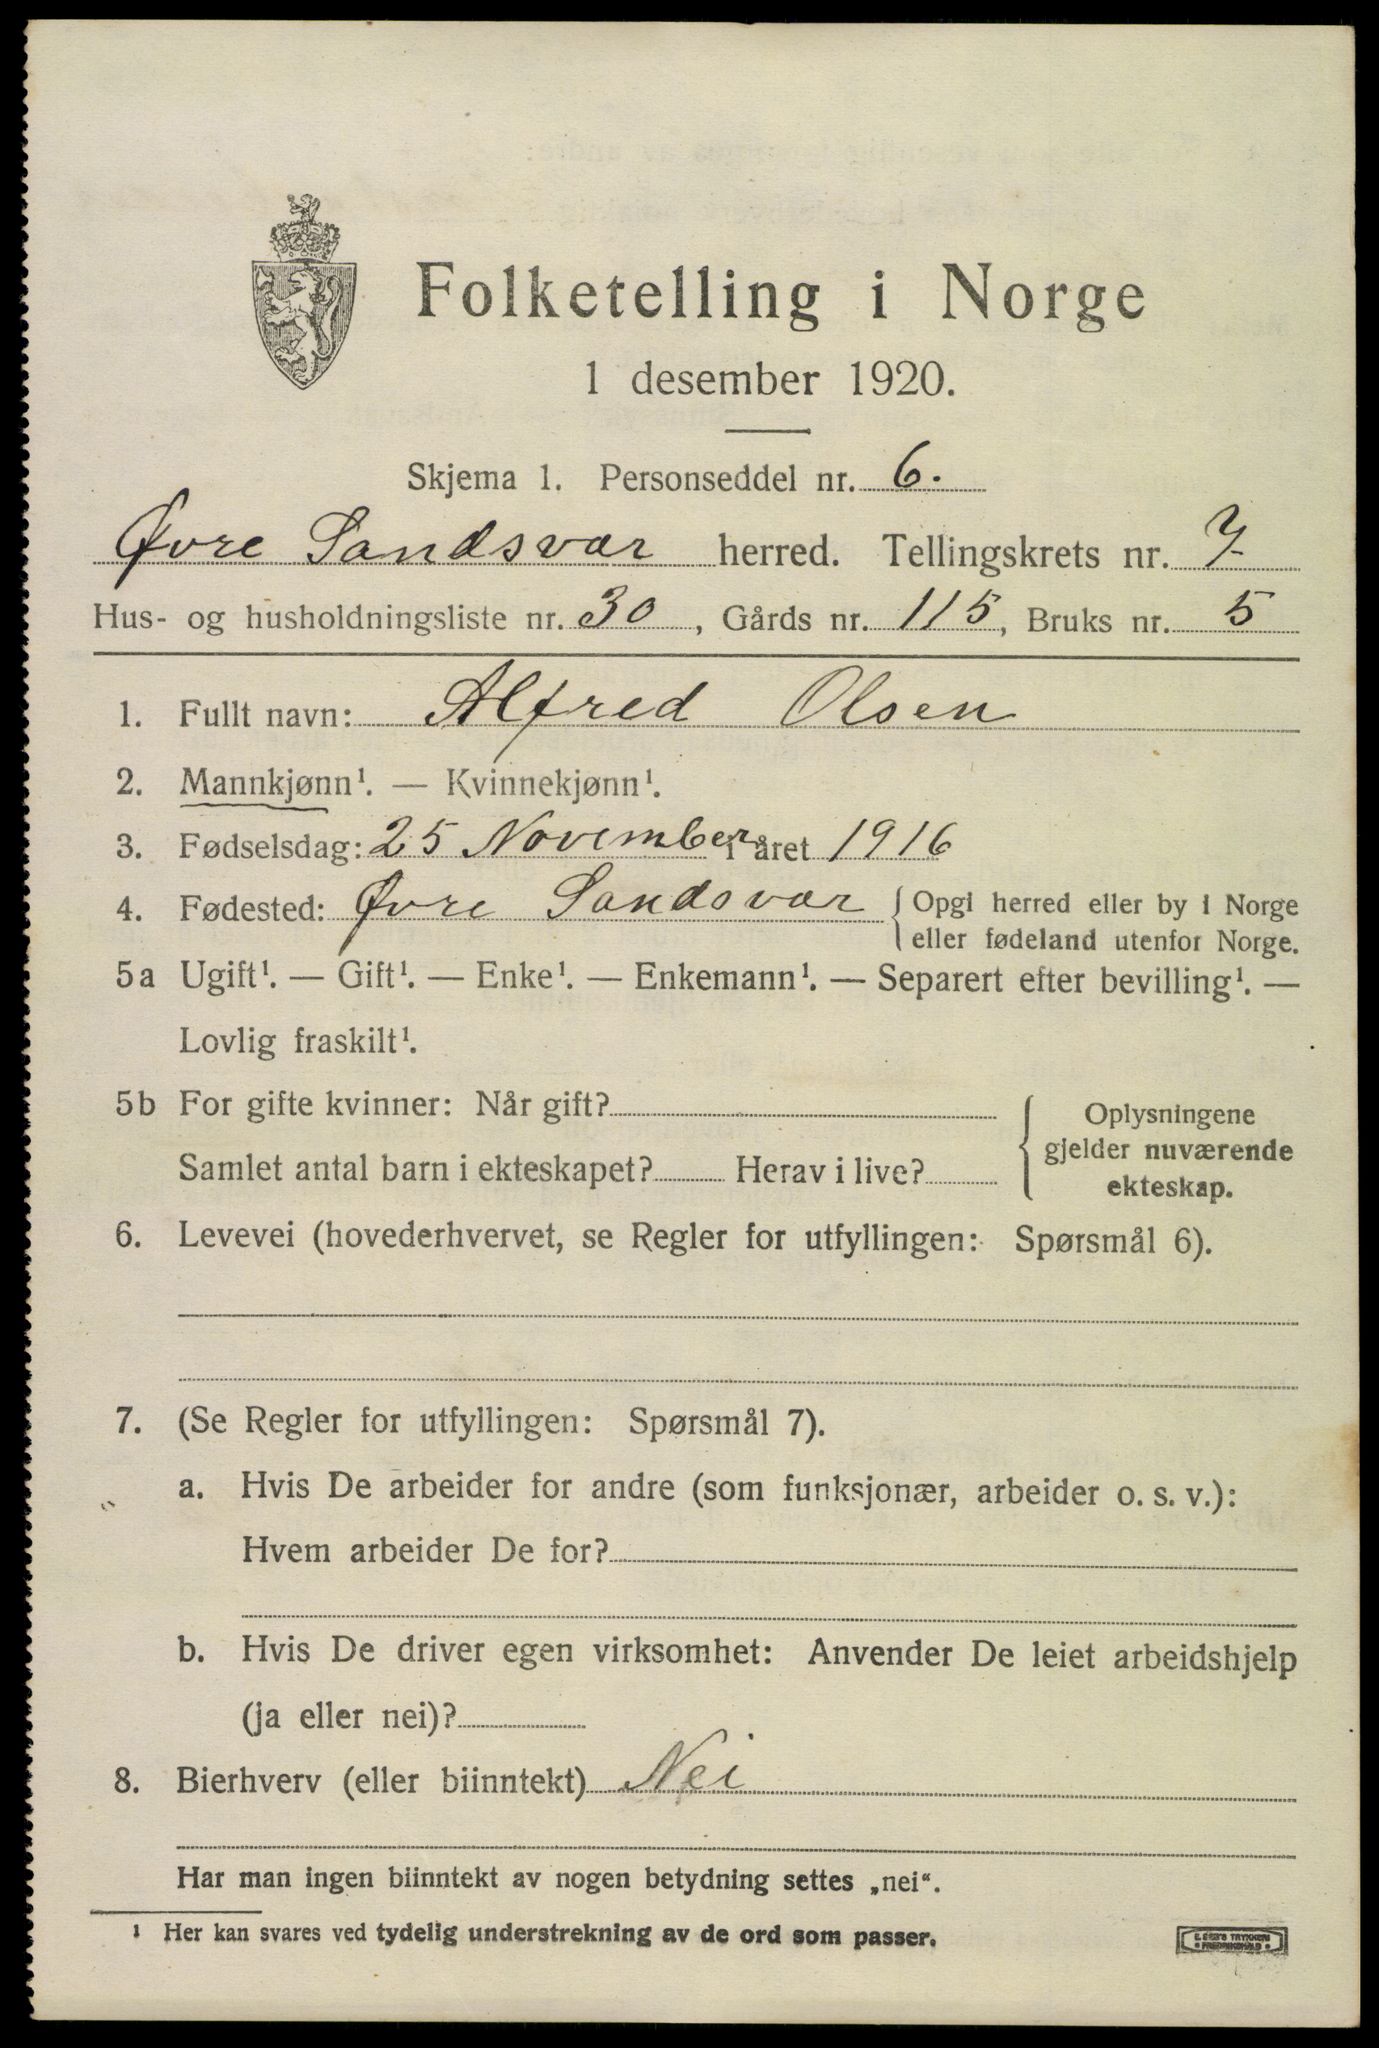 Folketelling i Norge
1 desember 1920.
Skjema 1. Personseddel nr. 6.
Øvre Sandsvær herred. Tellingskrets nr. 7
Hus- og husholdningsliste nr. 30, Gårds nr. 115, Bruks nr. 5
1. Fullt navn: Alfred Olsen
2. Mannkjønn¹. — Kvinnekjønn¹.
3. Fødselsdag: 25 November i året 1916
4. Fødested: Øvre Sandsvær { Opgi herred eller by i Norge
eller fødeland utenfor Norge.
5a Ugift¹. — Gift¹. — Enke¹. — Enkemann¹. — Separert efter bevilling¹. —
Lovlig fraskilt¹.
5b For gifte kvinner: Når gift?
Samlet antal barn i ekteskapet? Herav i live?
Oplysningene
gjelder nuværende
ekteskap.
6. Levevei (hovederhvervet, se Regler for utfyllingen: Spørsmål 6).
7. (Se Regler for utfyllingen: Spørsmål 7).
a. Hvis De arbeider for andre (som funksjonær, arbeider o. s. v.):
Hvem arbeider De for?
b. Hvis De driver egen virksomhet: Anvender De leiet arbeidshjelp
(ja eller nei)?
8. Bierhverv (eller biinntekt) Nei
Har man ingen biinntekt av nogen betydning settes „nei“.
¹ Her kan svares ved tydelig understrekning av de ord som passer.